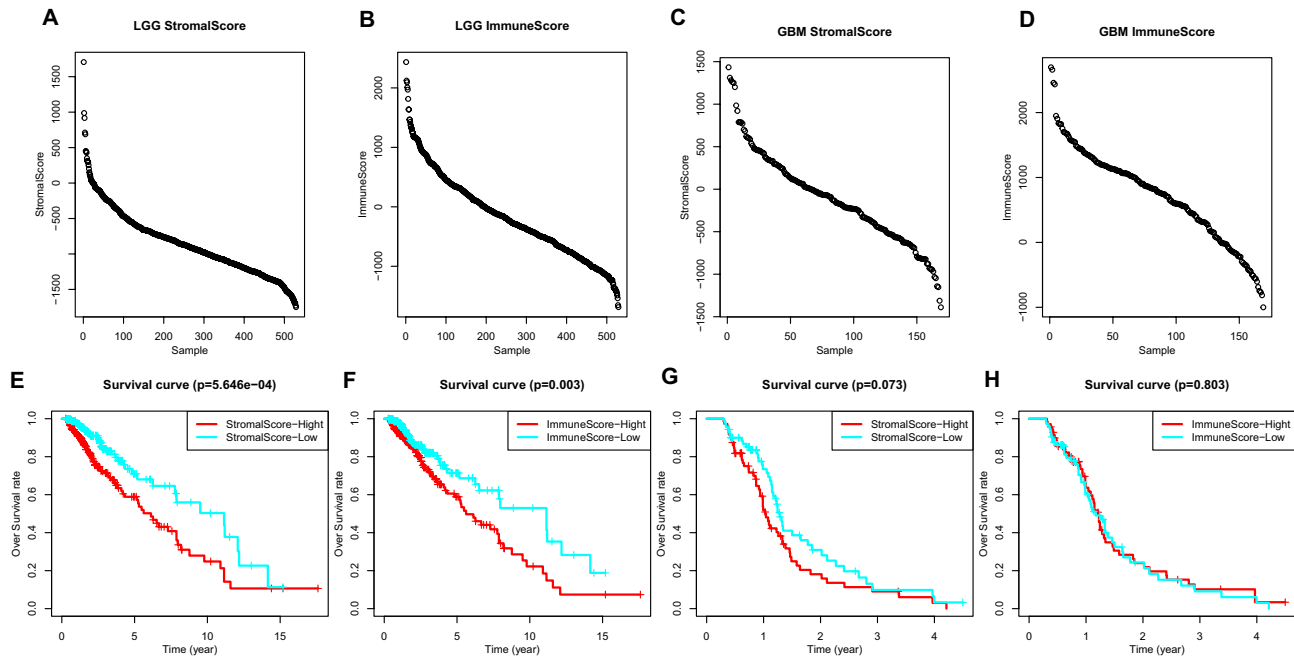 A
LGG StromalScore
StromalScore
1500
1000
500
0
−500
−1500
0 100 200 300 400 500
Sample
B
LGG ImmuneScore
ImmuneScore
2000
1000
0
−1000
0 100 200 300 400 500
Sample
C
GBM StromalScore
StromalScore
1500
1000
500
0
−500
−1000
−1500
0 50 100 150
Sample
D
GBM ImmuneScore
ImmuneScore
2000
1000
0
−1000
0 50 100 150
Sample
E
Survival curve (p=5.646e−04)
StromalScore−Hight
StromalScore−Low
Over Survival rate
1.0
0.8
0.6
0.4
0.2
0.0
0 5 10 15
Time (year)
F
Survival curve (p=0.003)
ImmuneScore−Hight
ImmuneScore−Low
Over Survival rate
1.0
0.8
0.6
0.4
0.2
0.0
0 5 10 15
Time (year)
G
Survival curve (p=0.073)
StromalScore−Hight
StromalScore−Low
Over Survival rate
1.0
0.8
0.6
0.4
0.2
0.0
0 1 2 3 4
Time (year)
H
Survival curve (p=0.803)
ImmuneScore−Hight
ImmuneScore−Low
Over Survival rate
1.0
0.8
0.6
0.4
0.2
0.0
0 1 2 3 4
Time (year)